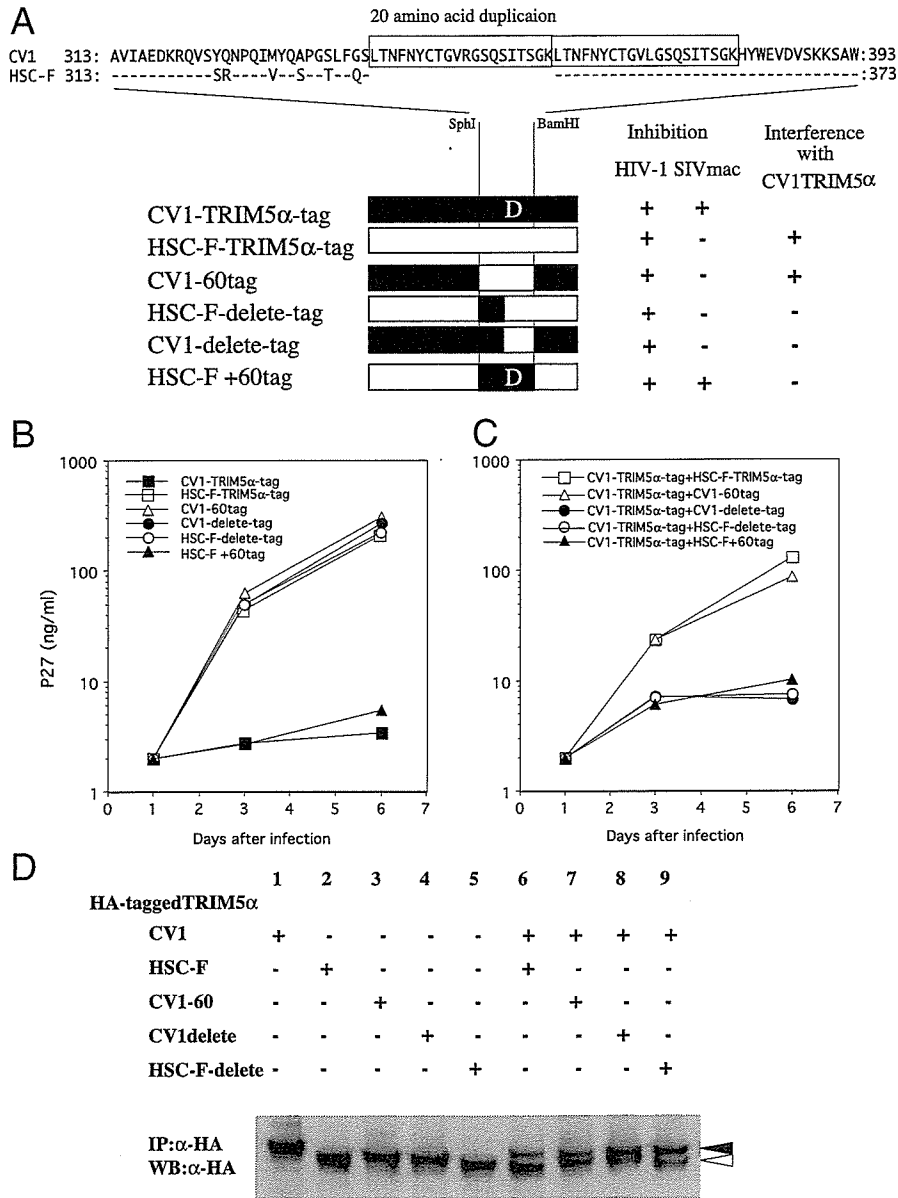 A
20 amino acid duplicaion
CV1 313: AVIAEDKRQVSYQNPQIMYQAPGSLFGSLTNFNYCTGVRGSQSITSGKLTNFNYCTGVLGSQSITSGKHYWEVDVSKKSAW:393
HSC-F 313: -----------SR----V--S--T--Q- --------------------------------:373
SphI BamHI
Inhibition
HIV-1 SIVmac
Interference
with
CV1TRIM5α
CV1-TRIM5α-tag D + +
HSC-F-TRIM5α-tag + - +
CV1-60tag + - +
HSC-F-delete-tag + - -
CV1-delete-tag + - -
HSC-F +60tag D + + -
B
1000
100
10
1
P27 (ng/ml)
CV1-TRIM5α-tag
HSC-F-TRIM5α-tag
CV1-60tag
CV1-delete-tag
HSC-F-delete-tag
HSC-F +60tag
0 1 2 3 4 5 6 7
Days after infection
C
1000
100
10
1
CV1-TRIM5α-tag+HSC-F-TRIM5α-tag
CV1-TRIM5α-tag+CV1-60tag
CV1-TRIM5α-tag+CV1-delete-tag
CV1-TRIM5α-tag+HSC-F-delete-tag
CV1-TRIM5α-tag+HSC-F+60tag
0 1 2 3 4 5 6 7
Days after infection
D
1 2 3 4 5 6 7 8 9
HA-taggedTRIM5α
CV1 + - - - - + + + +
HSC-F - + - - - + - - -
CV1-60 - - + - - - + - -
CV1delete - - - + - - - + -
HSC-F-delete - - - - + - - - +
IP:α-HA
WB:α-HA